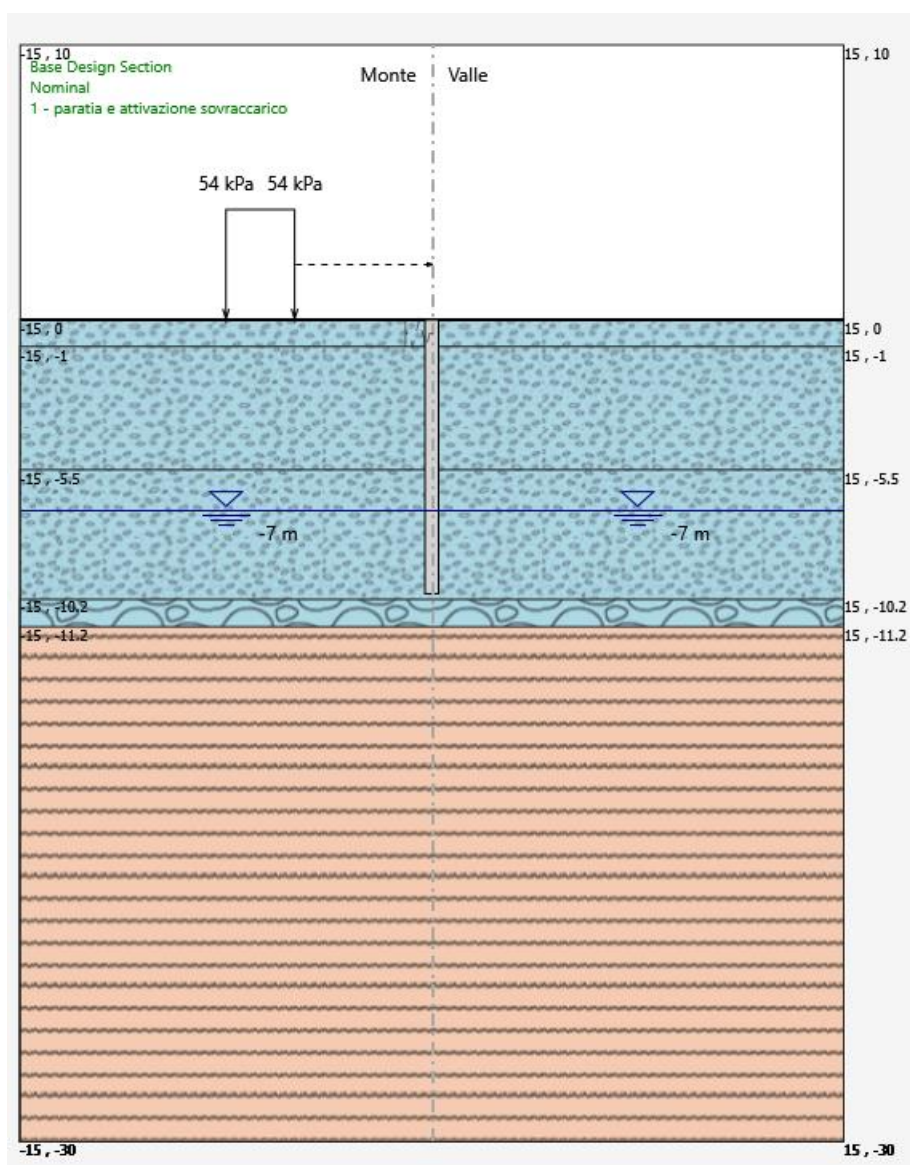 -15 , 10
15 , 10
Base Design Section
Nominal
1 - paratia e attivazione sovraccarico
Monte
Valle
54 kPa
54 kPa
-15 , 0
15 , 0
-15 , -1
15 , -1
-15 , -5.5
15 , -5.5
-7 m
-7 m
-15 , -10.2
15 , -10.2
-15 , -11.2
15 , -11.2
-15 , -30
15 , -30